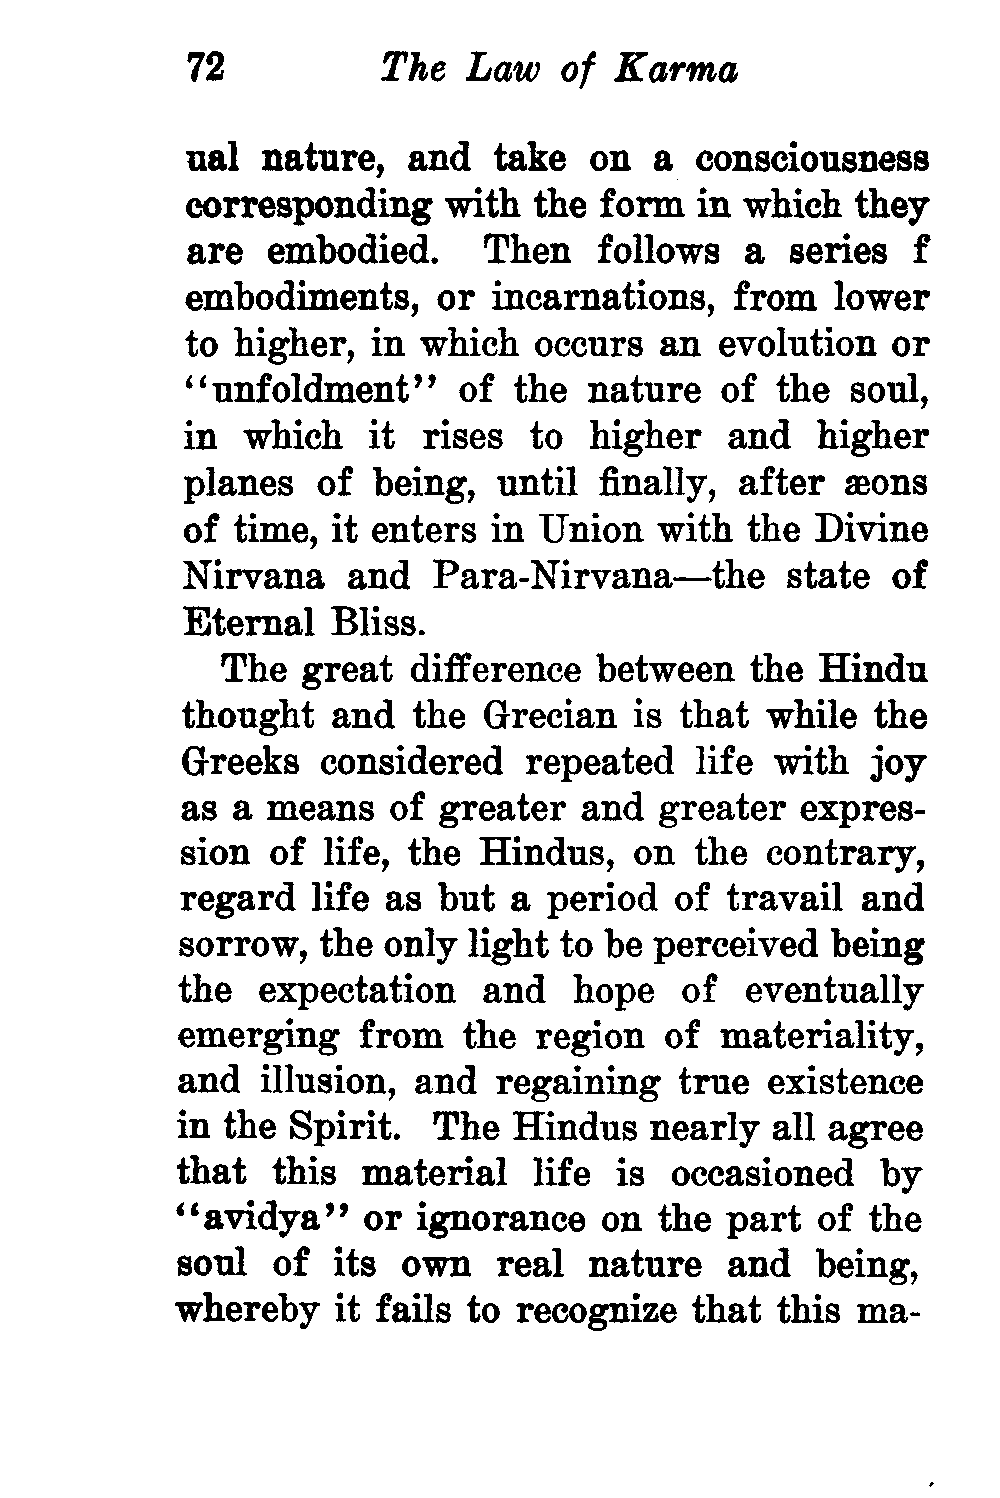 72 The Law of Karma
ual nature, and take on a consciousness
corresponding with the form in which they
are embodied. Then follows a series f
embodiments, or incarnations, from lower
to higher, in which occurs an evolution or
“unfoldment” of the nature of the soul,
in which it rises to higher and higher
planes of being, until finally, after æons
of time, it enters in Union with the Divine
Nirvana and Para-Nirvana—the state of
Eternal Bliss.
The great difference between the Hindu
thought and the Grecian is that while the
Greeks considered repeated life with joy
as a means of greater and greater expres-
sion of life, the Hindus, on the contrary,
regard life as but a period of travail and
sorrow, the only light to be perceived being
the expectation and hope of eventually
emerging from the region of materiality,
and illusion, and regaining true existence
in the Spirit. The Hindus nearly all agree
that this material life is occasioned by
“avidya” or ignorance on the part of the
soul of its own real nature and being,
whereby it fails to recognize that this ma-